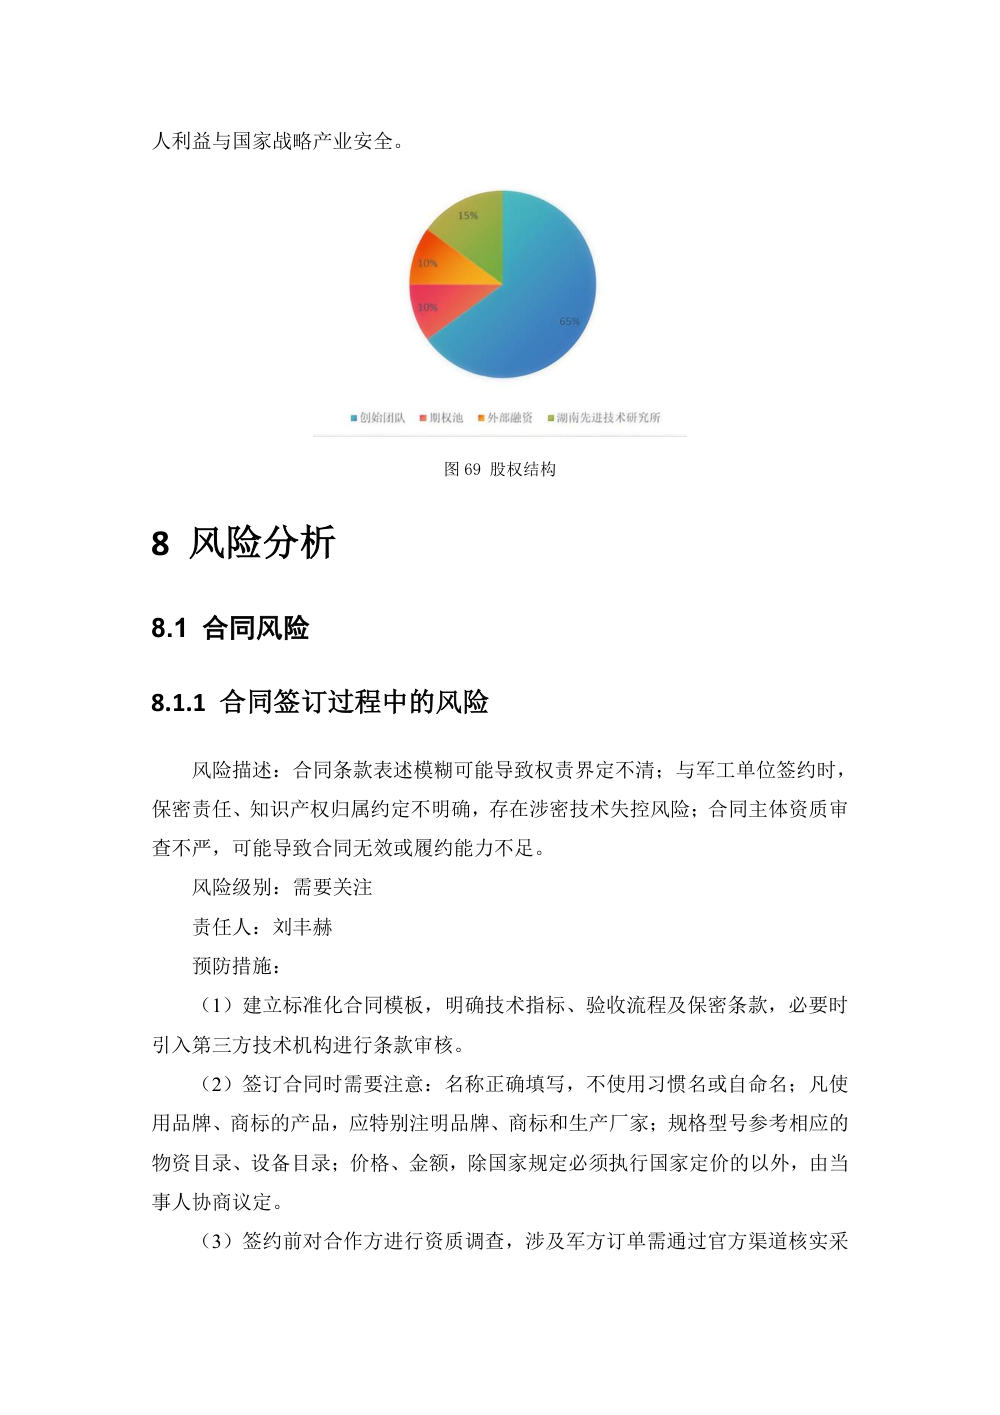 人利益与国家战略产业安全。
15%
10%
10%
65%
创始团队 期权池 外部融资 湖南先进技术研究所
图 69 股权结构
8 风险分析
8.1 合同风险
8.1.1 合同签订过程中的风险
风险描述：合同条款表述模糊可能导致权责界定不清；与军工单位签约时，
保密责任、知识产权归属约定不明确，存在涉密技术失控风险；合同主体资质审
查不严，可能导致合同无效或履约能力不足。
风险级别：需要关注
责任人：刘丰赫
预防措施：
（1）建立标准化合同模板，明确技术指标、验收流程及保密条款，必要时
引入第三方技术机构进行条款审核。
（2）签订合同时需要注意：名称正确填写，不使用习惯名或自命名；凡使
用品牌、商标的产品，应特别注明品牌、商标和生产厂家；规格型号参考相应的
物资目录、设备目录；价格、金额，除国家规定必须执行国家定价的以外，由当
事人协商议定。
（3）签约前对合作方进行资质调查，涉及军方订单需通过官方渠道核实采